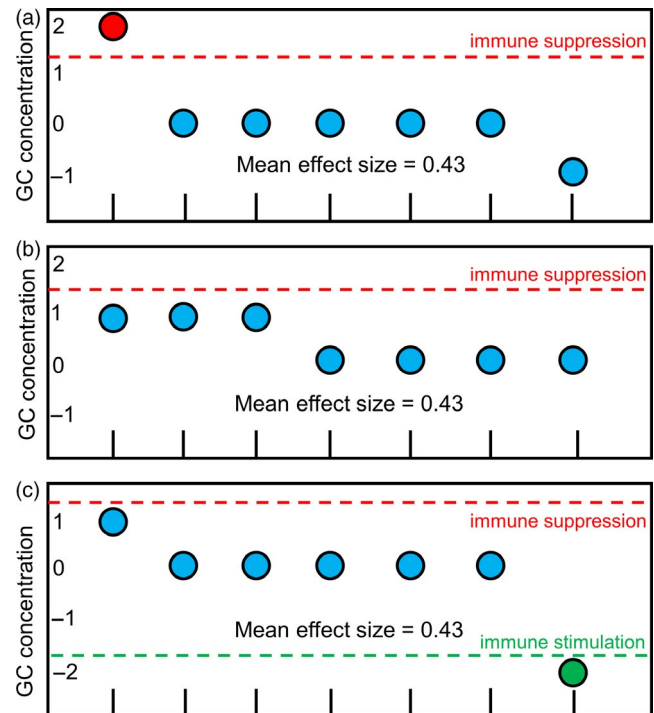 (a)
GC concentration
2
1
0
–1
immune suppression
Mean effect size = 0.43
(b)
GC concentration
2
1
0
–1
immune suppression
Mean effect size = 0.43
(c)
GC concentration
1
0
–1
–2
immune suppression
Mean effect size = 0.43
immune stimulation